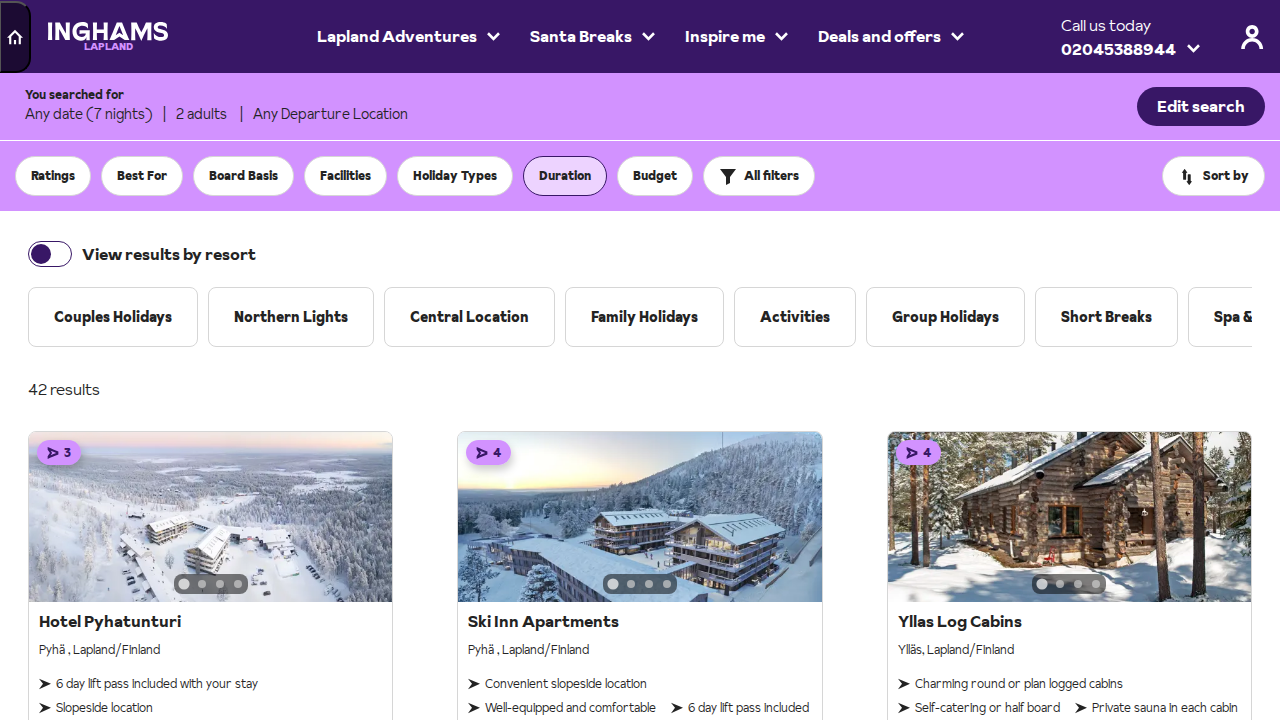 INGHAMS
LAPLAND
Lapland Adventures
Santa Breaks
Inspire me
Deals and offers
Call us today
02045388944
You searched for
Any date (7 nights) | 2 adults | Any Departure Location
Edit search
Ratings
Best For
Board Basis
Facilities
Holiday Types
Duration
Budget
All filters
Sort by
View results by resort
Couples Holidays
Northern Lights
Central Location
Family Holidays
Activities
Group Holidays
Short Breaks
Spa &
42 results
3
4
4
Hotel Pyhatunturi
Pyhä , Lapland/Finland
6 day lift pass included with your stay
Slopeside location
Ski Inn Apartments
Pyhä , Lapland/Finland
Convenient slopeside location
Well-equipped and comfortable
6 day lift pass included
Yllas Log Cabins
Ylläs, Lapland/Finland
Charming round or plan logged cabins
Self-catering or half board
Private sauna in each cabin